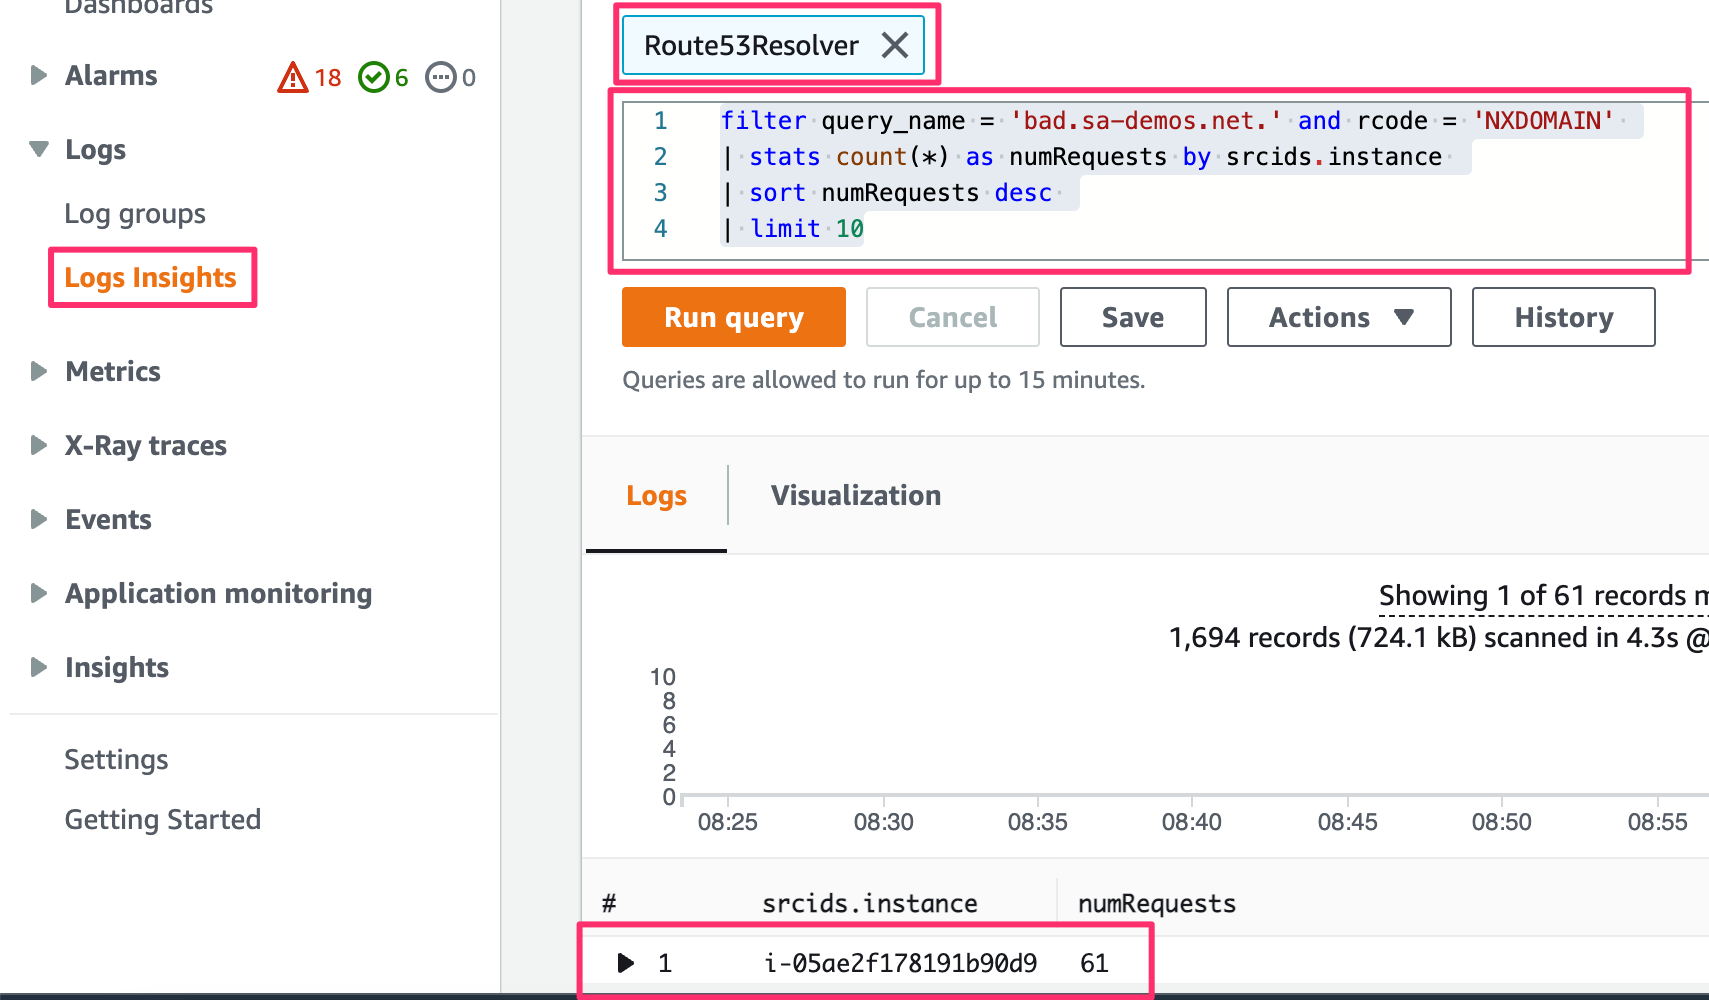 Dashboards
Alarms 18 6 0
Logs
Log groups
Logs Insights
Metrics
X-Ray traces
Events
Application monitoring
Insights
Settings
Getting Started
Route53Resolver
1 filter query_name = 'bad.sa-demos.net.' and rcode = 'NXDOMAIN'
2 | stats count(*) as numRequests by srcids.instance
3 | sort numRequests desc
4 | limit 10
Run query Cancel Save Actions History
Queries are allowed to run for up to 15 minutes.
Logs Visualization
Showing 1 of 61 records
1,694 records (724.1 kB) scanned in 4.3s @
10
8
6
4
2
0
08:25 08:30 08:35 08:40 08:45 08:50 08:55
# srcids.instance numRequests
1 i-05ae2f178191b90d9 61